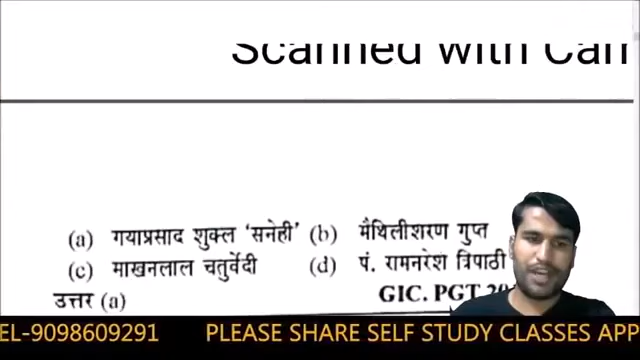 Scanned with Cam
(a) गयाप्रसाद शुक्ल 'सनेही' (b) मैथिलीशरण गुप्त
(c) माखनलाल चतुर्वेदी (d) पं. रामनरेश त्रिपाठी
उत्तर (a)
GIC. PGT 20
EL-9098609291 PLEASE SHARE SELF STUDY CLASSES APP